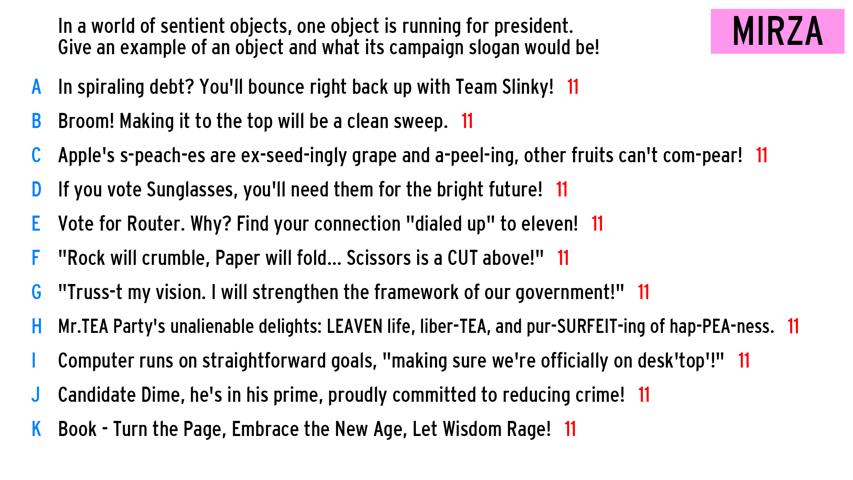 In a world of sentient objects, one object is running for president.
Give an example of an object and what its campaign slogan would be!
MIRZA
A In spiraling debt? You'll bounce right back up with Team Slinky! 11
B Broom! Making it to the top will be a clean sweep. 11
C Apple's s-peach-es are ex-seed-ingly grape and a-peel-ing, other fruits can't com-pear! 11
D If you vote Sunglasses, you'll need them for the bright future! 11
E Vote for Router. Why? Find your connection "dialed up" to eleven! 11
F "Rock will crumble, Paper will fold... Scissors is a CUT above!" 11
G "Truss-t my vision. I will strengthen the framework of our government!" 11
H Mr.TEA Party's unalienable delights: LEAVEN life, liber-TEA, and pur-SURFEIT-ing of hap-PEA-ness. 11
I Computer runs on straightforward goals, "making sure we're officially on desk'top'!" 11
J Candidate Dime, he's in his prime, proudly committed to reducing crime! 11
K Book - Turn the Page, Embrace the New Age, Let Wisdom Rage! 11